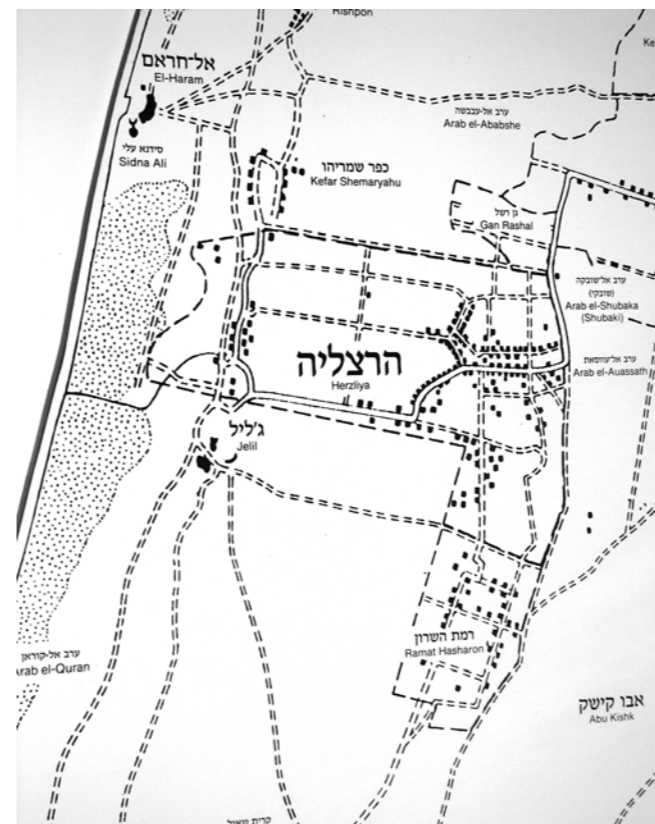 Rishpon
אל־חראם
El-Haram
ערב אל-עבבשה
Arab el-Ababshe
סידנא עלי
Sidna Ali
כפר שמריהו
Kefar Shemaryahu
גן רשל
Gan Rashal
ערב אל־שובקה
(שובקי)
Arab el-Shubaka
(Shubaki)
הרצליה
Herzliya
ערב אל־עווסאת
Arab el-Auassath
ג'ליל
Jelil
רמת השרון
Ramat Hasharon
ערב אל-קוראן
Arab el-Quran
אבו קישק
Abu Kishk